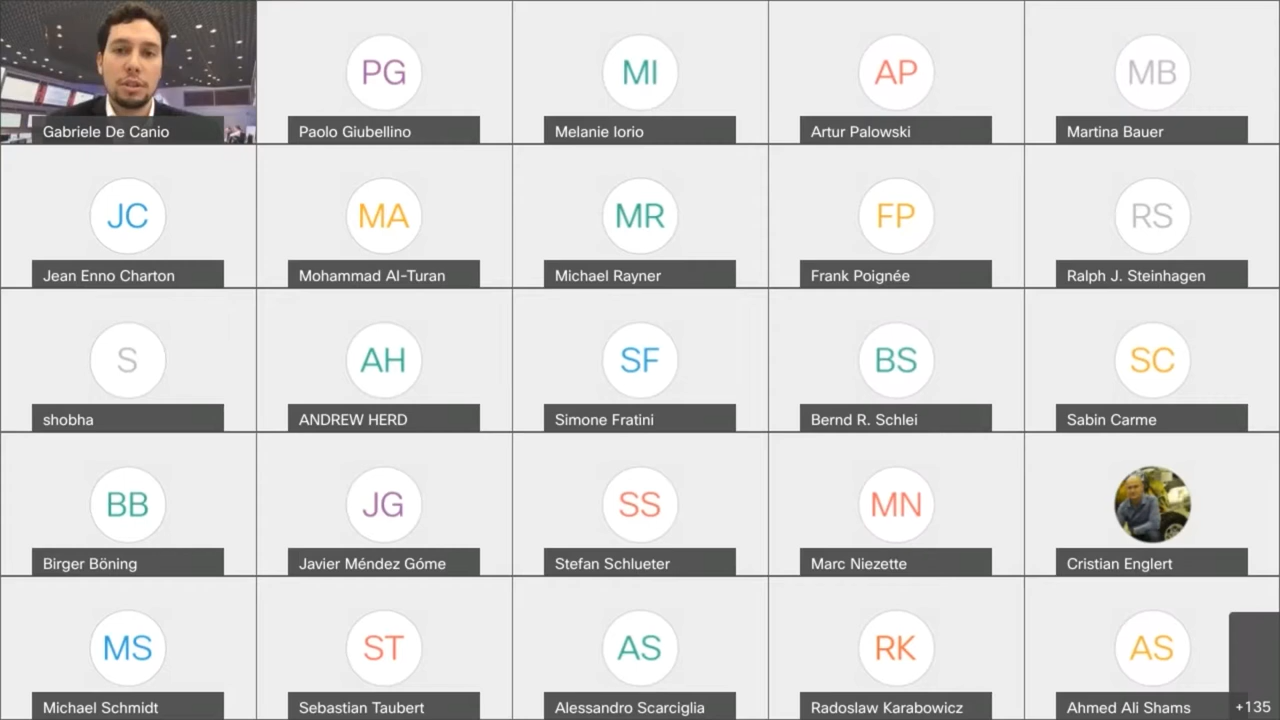 Gabriele De Canio
PG
Paolo Giubellino
MI
Melanie Iorio
AP
Artur Palowski
MB
Martina Bauer
JC
Jean Enno Charton
MA
Mohammad Al-Turan
MR
Michael Rayner
FP
Frank Poignée
RS
Ralph J. Steinhagen
S
shobha
AH
ANDREW HERD
SF
Simone Fratini
BS
Bernd R. Schlei
SC
Sabin Carme
BB
Birger Böning
JG
Javier Méndez Góme
SS
Stefan Schlueter
MN
Marc Niezette
Cristian Englert
MS
Michael Schmidt
ST
Sebastian Taubert
AS
Alessandro Scarciglia
RK
Radoslaw Karabowicz
AS
Ahmed Ali Shams
+135